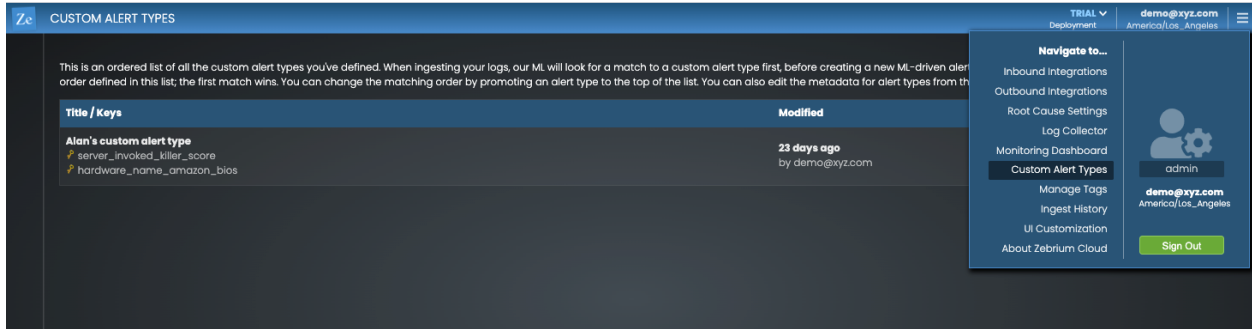 Ze CUSTOM ALERT TYPES
TRIAL
Deployment
demo@xyz.com
America/Los_Angeles
This is an ordered list of all the custom alert types you've defined. When ingesting your logs, our ML will look for a match to a custom alert type first, before creating a new ML-driven aler
order defined in this list; the first match wins. You can change the matching order by promoting an alert type to the top of the list. You can also edit the metadata for alert types from th
Title / Keys
Modified
Alan's custom alert type
server_invoked_killer_score
hardware_name_amazon_bios
23 days ago
by demo@xyz.com
Navigate to...
Inbound Integrations
Outbound Integrations
Root Cause Settings
Log Collector
Monitoring Dashboard
Custom Alert Types
Manage Tags
Ingest History
UI Customization
About Zebrium Cloud
admin
demo@xyz.com
America/Los_Angeles
Sign Out